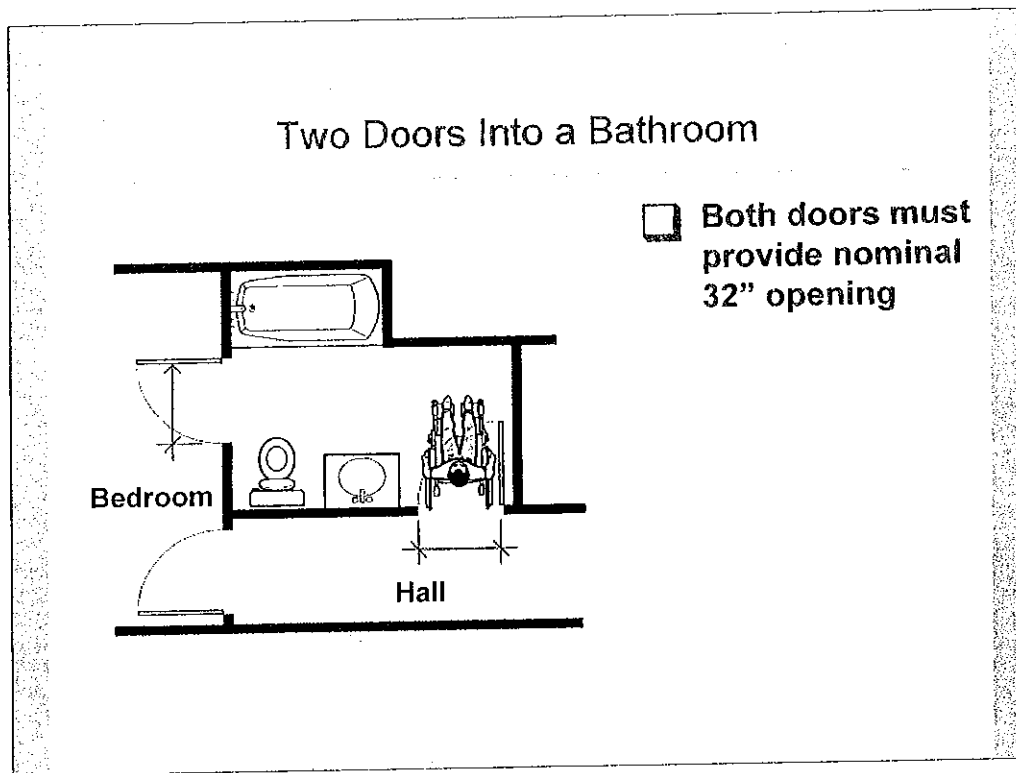 Two Doors Into a Bathroom
Both doors must
provide nominal
32” opening
Bedroom
Hall